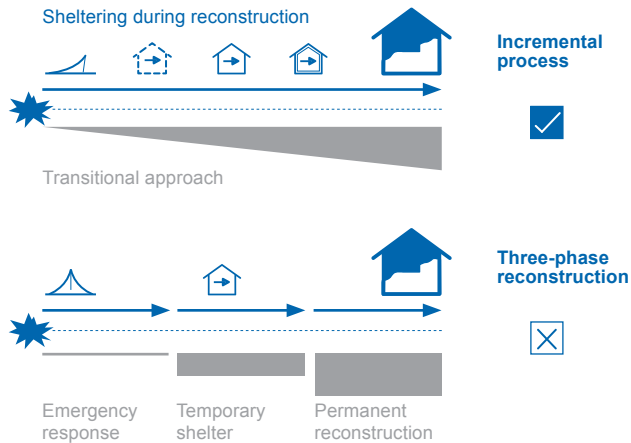 Sheltering during reconstruction
Incremental
process
Transitional approach
Three-phase
reconstruction
Emergency
response
Temporary
shelter
Permanent
reconstruction